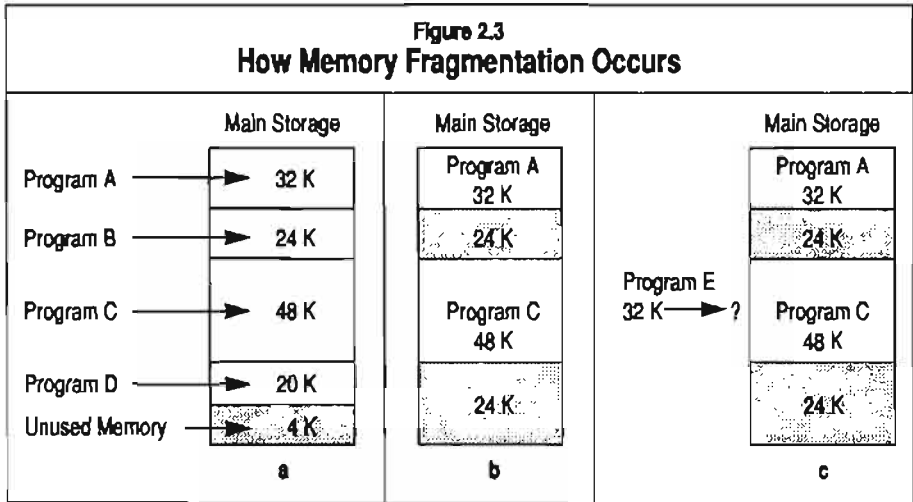 Figure 2.3
How Memory Fragmentation Occurs
Main Storage
Program A
32 K
Program B
24 K
Program C
48 K
Program D
20 K
Unused Memory
4 K
a
Main Storage
Program A
32 K
24 K
Program C
48 K
24 K
b
Main Storage
Program E
32 K
?
Program A
32 K
24 K
Program C
48 K
24 K
c